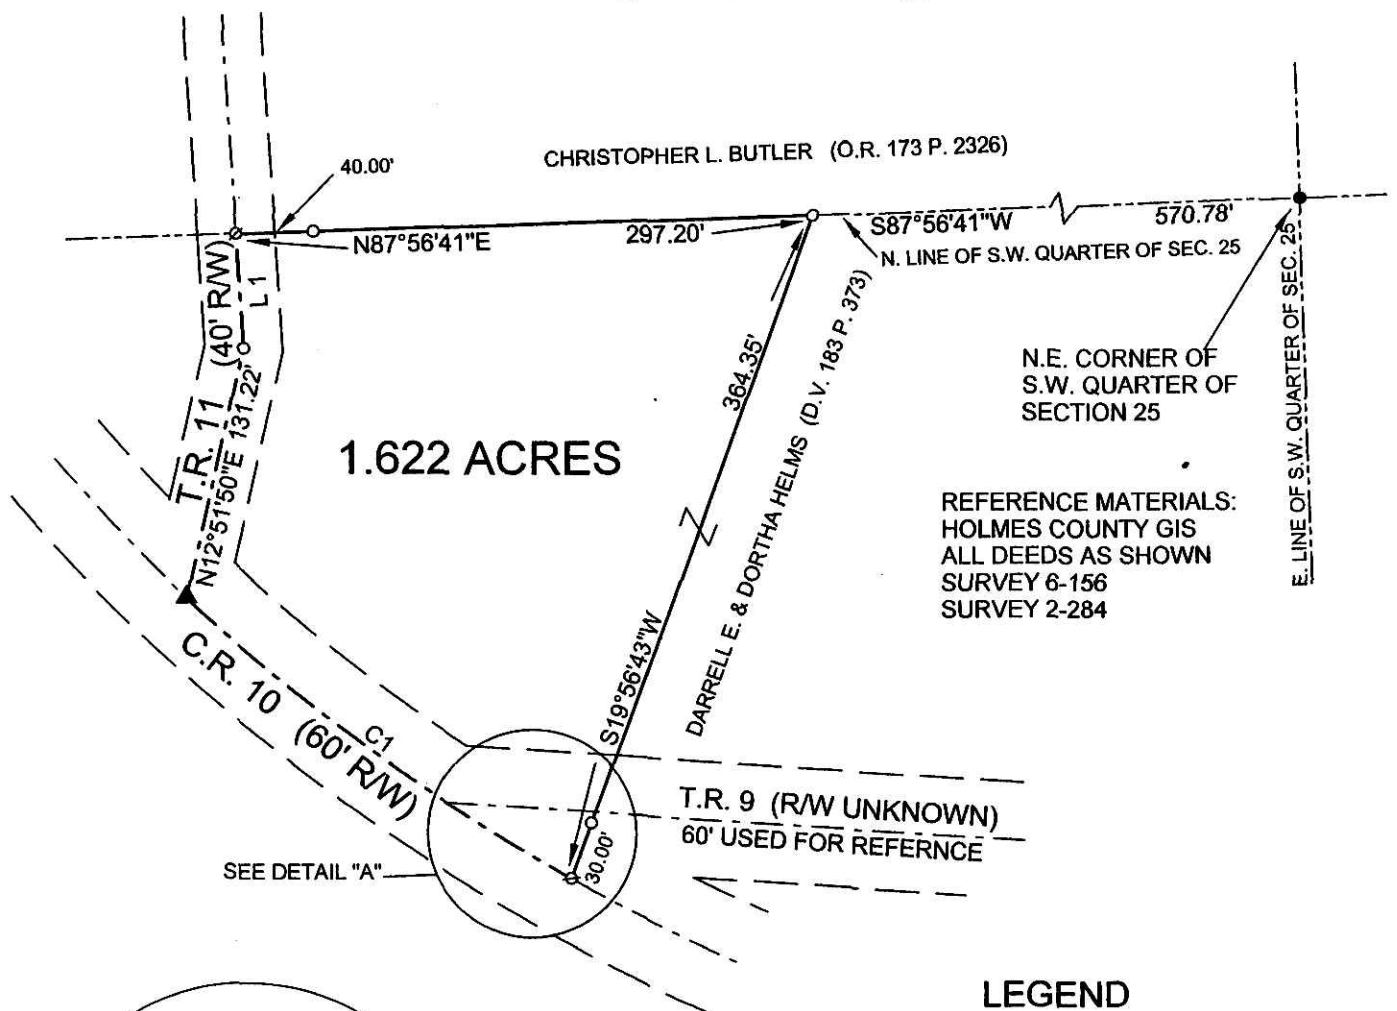 CHRISTOPHER L. BUTLER (O.R. 173 P. 2326)
40.00'
N87°56'41"E
297.20'
S87°56'41"W
570.78'
N. LINE OF S.W. QUARTER OF SEC. 25
E. LINE OF S.W. QUARTER OF SEC. 25
T.R. 11 (40' R/W)
L 1
N12°51'50"E 131.22'
364.35'
S19°56'43"W
DARRELL E. & DORTHA HELMS (D.V. 183 P. 373)
N.E. CORNER OF
S.W. QUARTER OF
SECTION 25
1.622 ACRES
REFERENCE MATERIALS:
HOLMES COUNTY GIS
ALL DEEDS AS SHOWN
SURVEY 6-156
SURVEY 2-284
C.R. 10 (60' R/W)
C1
T.R. 9 (R/W UNKNOWN)
60' USED FOR REFERNCE
30.00'
SEE DETAIL "A"
LEGEND